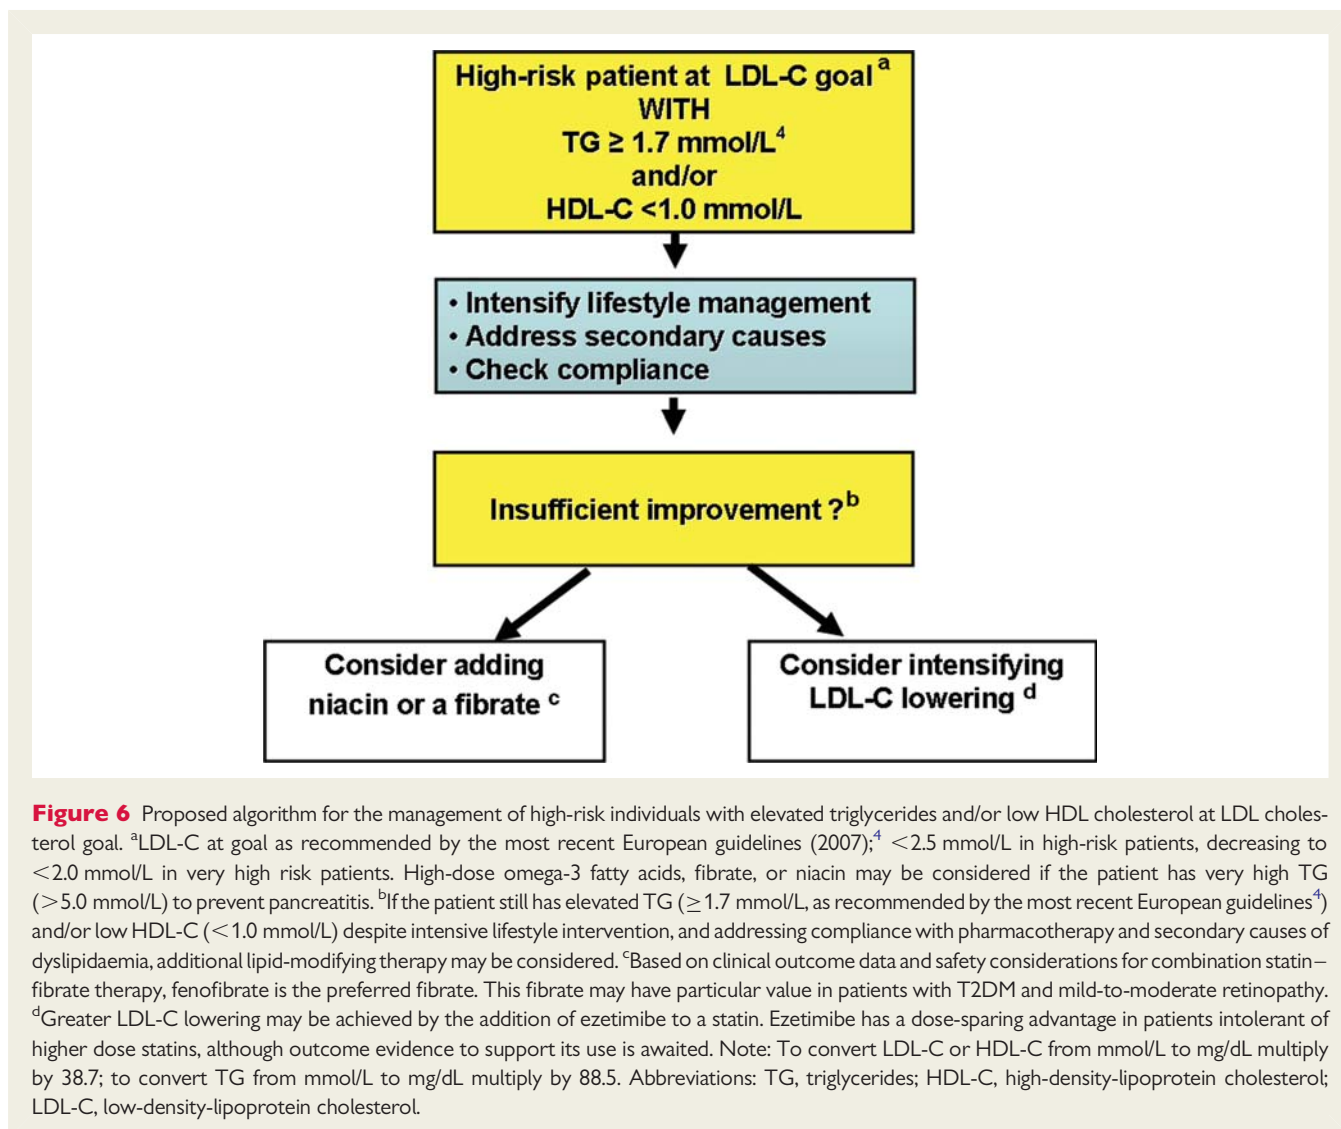 High-risk patient at LDL-C goal a
WITH
TG ≥ 1.7 mmol/L4
and/or
HDL-C <1.0 mmol/L
• Intensify lifestyle management
• Address secondary causes
• Check compliance
Insufficient improvement ?b
Consider adding
niacin or a fibrate c
Consider intensifying
LDL-C lowering d
Figure 6 Proposed algorithm for the management of high-risk individuals with elevated triglycerides and/or low HDL cholesterol at LDL choles-
terol goal. aLDL-C at goal as recommended by the most recent European guidelines (2007);4 <2.5 mmol/L in high-risk patients, decreasing to
<2.0 mmol/L in very high risk patients. High-dose omega-3 fatty acids, fibrate, or niacin may be considered if the patient has very high TG
(>5.0 mmol/L) to prevent pancreatitis. bIf the patient still has elevated TG (≥1.7 mmol/L, as recommended by the most recent European guidelines4)
and/or low HDL-C (<1.0 mmol/L) despite intensive lifestyle intervention, and addressing compliance with pharmacotherapy and secondary causes of
dyslipidaemia, additional lipid-modifying therapy may be considered. cBased on clinical outcome data and safety considerations for combination statin–
fibrate therapy, fenofibrate is the preferred fibrate. This fibrate may have particular value in patients with T2DM and mild-to-moderate retinopathy.
dGreater LDL-C lowering may be achieved by the addition of ezetimibe to a statin. Ezetimibe has a dose-sparing advantage in patients intolerant of
higher dose statins, although outcome evidence to support its use is awaited. Note: To convert LDL-C or HDL-C from mmol/L to mg/dL multiply
by 38.7; to convert TG from mmol/L to mg/dL multiply by 88.5. Abbreviations: TG, triglycerides; HDL-C, high-density-lipoprotein cholesterol;
LDL-C, low-density-lipoprotein cholesterol.